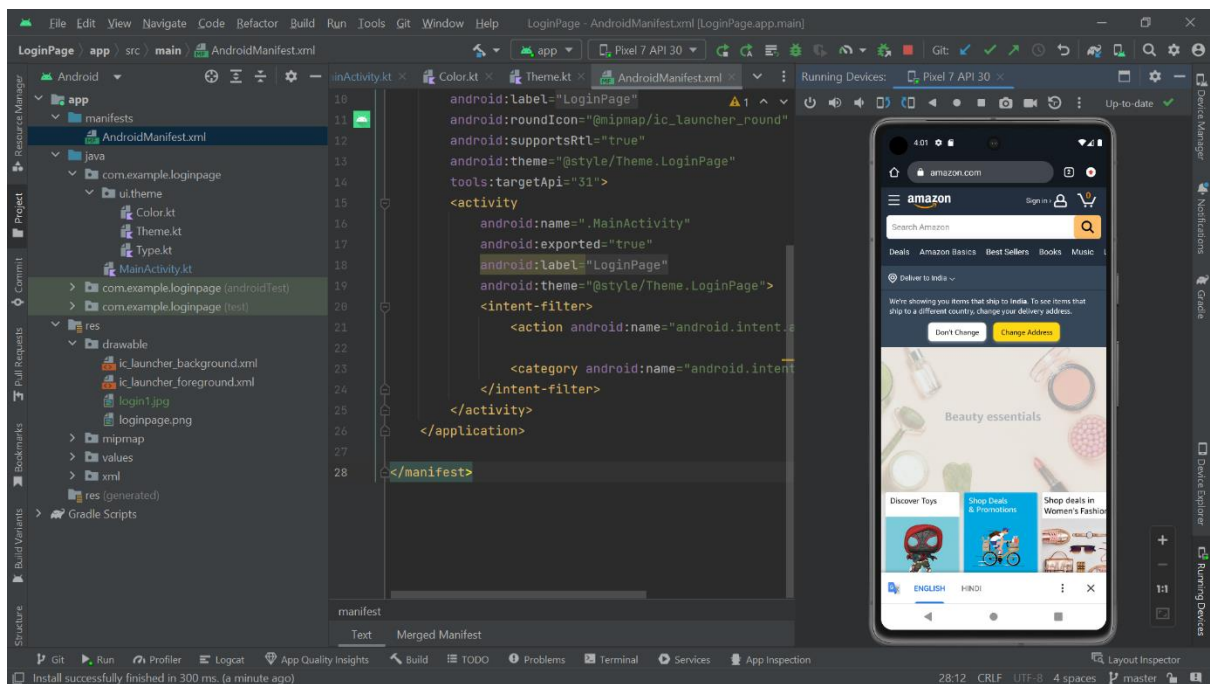 File Edit View Navigate Code Refactor Build Run Tools Git Window Help LoginPage - AndroidManifest.xml [LoginPage.app.main]
LoginPage app src main AndroidManifest.xml app Pixel 7 API 30 Git:
Android
app
manifests
AndroidManifest.xml
java
com.example.loginpage
ui.theme
Color.kt
Theme.kt
Type.kt
MainActivity.kt
com.example.loginpage (androidTest)
com.example.loginpage (test)
res
drawable
ic_launcher_background.xml
ic_launcher_foreground.xml
login1.jpg
loginpage.png
mipmap
values
xml
res (generated)
Gradle Scripts
Resource Manager
Project
Commit
Pull Requests
Bookmarks
Build Variants
Structure
inActivity.kt Color.kt Theme.kt AndroidManifest.xml
1
10 android:label="LoginPage"
11 android:roundIcon="@mipmap/ic_launcher_round"
12 android:supportsRtl="true"
13 android:theme="@style/Theme.LoginPage"
14 tools:targetApi="31">
15 <activity
16 android:name=".MainActivity"
17 android:exported="true"
18 android:label="LoginPage"
19 android:theme="@style/Theme.LoginPage">
20 <intent-filter>
21 <action android:name="android.intent.a
22
23 <category android:name="android.intent
24 </intent-filter>
25 </activity>
26 </application>
27
28 </manifest>
manifest
Text Merged Manifest
Running Devices: Pixel 7 API 30
Up-to-date
4:01
amazon.com
amazon Sign in › 0
Search Amazon
Deals Amazon Basics Best Sellers Books Music
Deliver to India
We're showing you items that ship to India. To see items that
ship to a different country, change your delivery address.
Don't Change Change Address
Beauty essentials
Discover Toys
Shop Deals
& Promotions
Shop deals in
Women's Fashion
ENGLISH HINDI
1:1
Device Manager
Notifications
Gradle
Device Explorer
Running Devices
Git Run Profiler Logcat App Quality Insights Build TODO Problems Terminal Services App Inspection Layout Inspector
Install successfully finished in 300 ms. (a minute ago) 28:12 CRLF UTF-8 4 spaces master